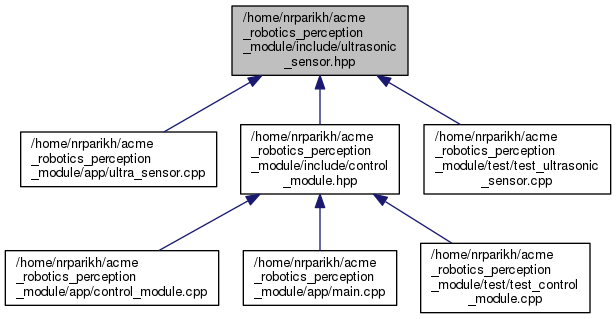 /home/nrparikh/acme
_robotics_perception
_module/include/ultrasonic
_sensor.hpp
/home/nrparikh/acme
_robotics_perception
_module/app/ultra_sensor.cpp
/home/nrparikh/acme
_robotics_perception
_module/include/control
_module.hpp
/home/nrparikh/acme
_robotics_perception
_module/test/test_ultrasonic
_sensor.cpp
/home/nrparikh/acme
_robotics_perception
_module/app/control_module.cpp
/home/nrparikh/acme
_robotics_perception
_module/app/main.cpp
/home/nrparikh/acme
_robotics_perception
_module/test/test_control
_module.cpp